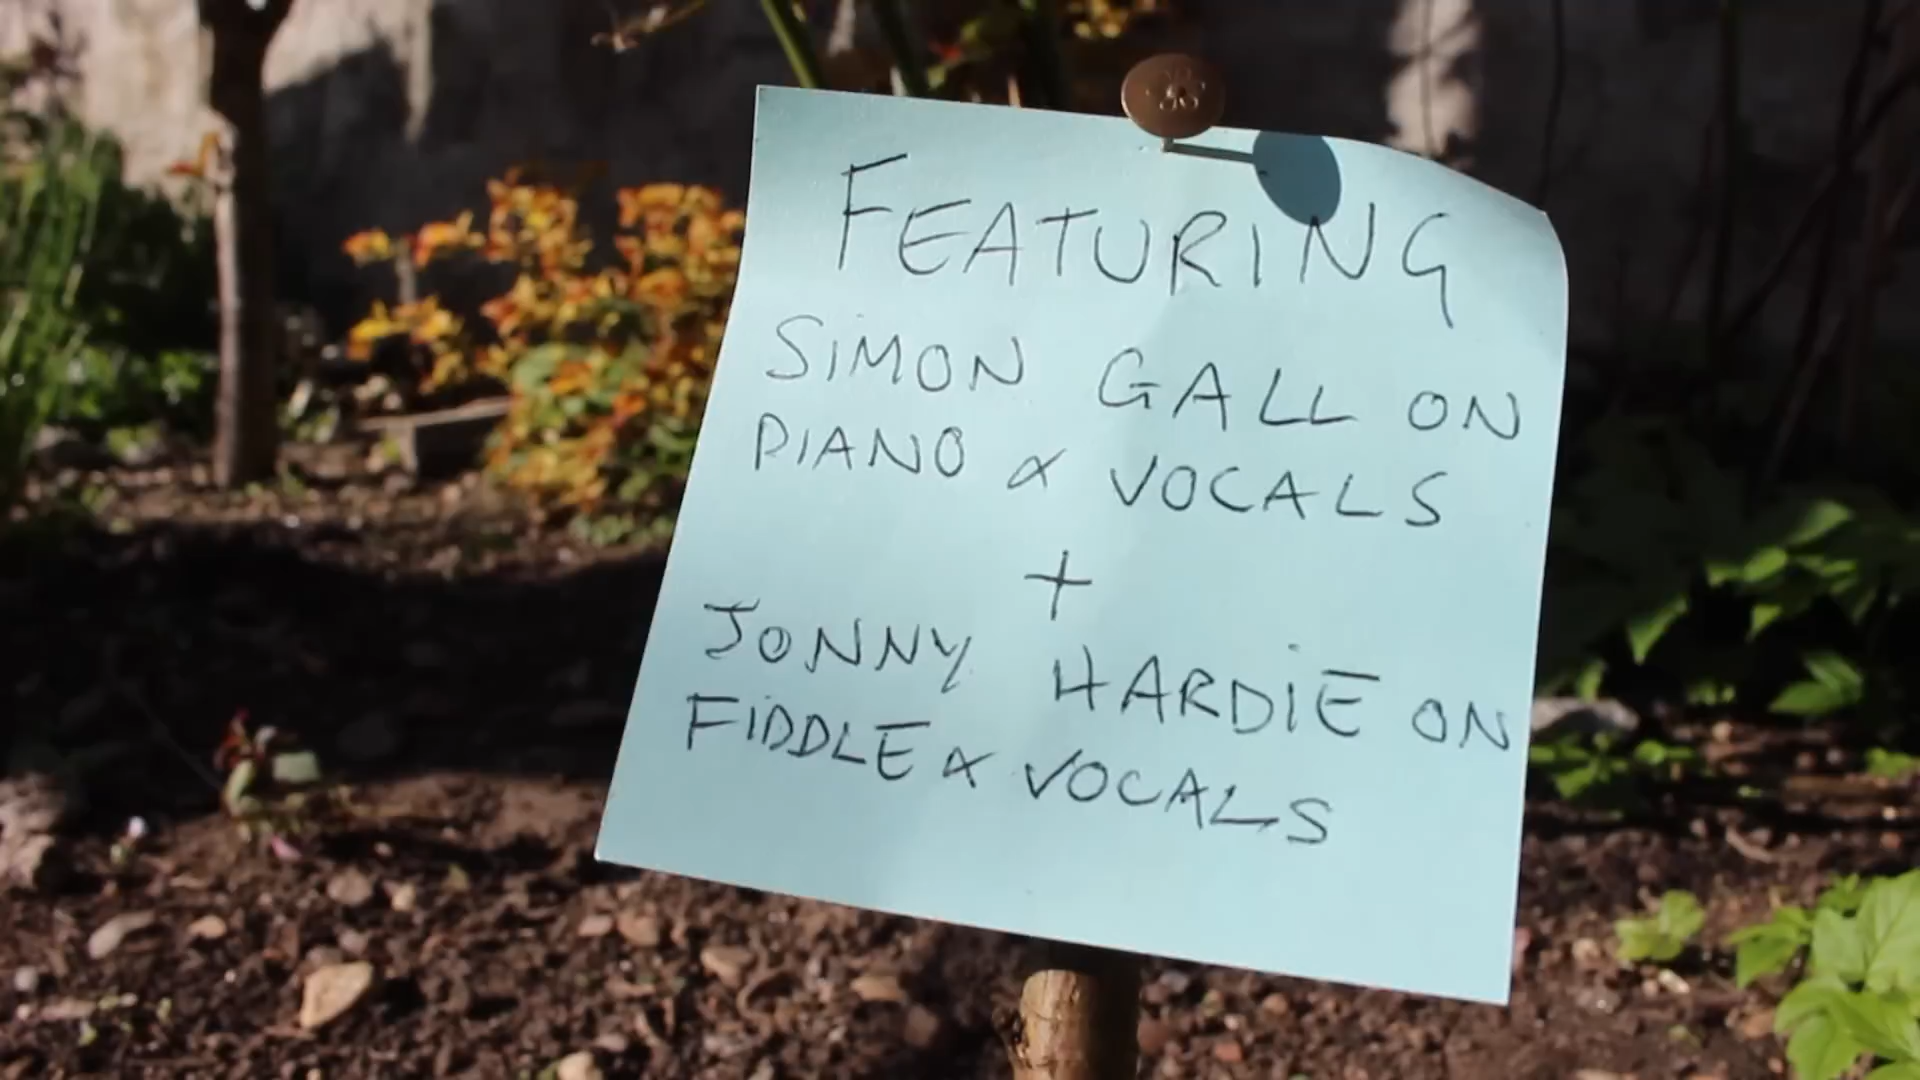 FEATURING
SIMON GALL ON
PIANO & VOCALS
+
JONNY HARDIE ON
FIDDLE & VOCALS